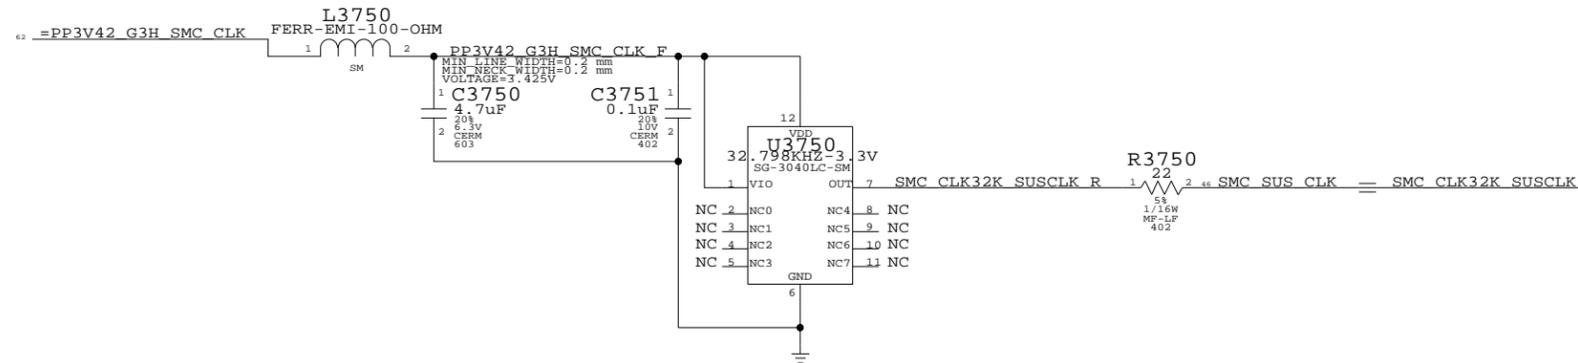 L3750
FERR-EMI-100-OHM
62 =PP3V42_G3H_SMC_CLK
1 2
SM
PP3V42_G3H_SMC_CLK_F
MIN_LINE_WIDTH=0.2 mm
MIN_NECK_WIDTH=0.2 mm
VOLTAGE=3.425V
1 C3750
4.7uF
20%
6.3V
2 CERM
603
C3751 1
0.1uF
20%
10V
CERM 2
402
12
VDD
U3750
32.798KHZ-3.3V
SG-3040LC-SM
1 VIO OUT 7
SMC_CLK32K_SUSCLK_R
R3750
22
1 2
5%
1/16W
MF-LF
402
46 SMC_SUS_CLK
SMC_CLK32K_SUSCLK
NC 2 NC0 NC4 8 NC
NC 3 NC1 NC5 9 NC
NC 4 NC2 NC6 10 NC
NC 5 NC3 NC7 11 NC
GND
6